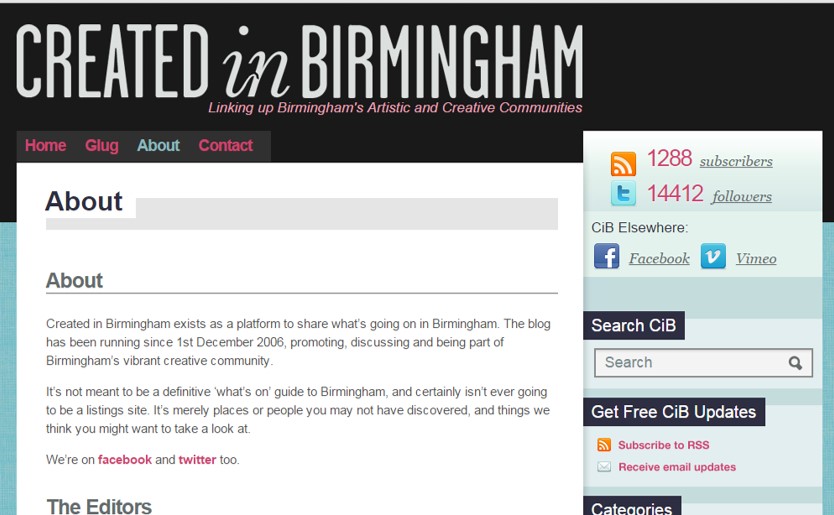 CREATED in BIRMINGHAM
Linking up Birmingham's Artistic and Creative Communities
Home Glug About Contact
About
About
Created in Birmingham exists as a platform to share what's going on in Birmingham. The blog
has been running since 1st December 2006, promoting, discussing and being part of
Birmingham's vibrant creative community.
It's not meant to be a definitive 'what's on' guide to Birmingham, and certainly isn't ever going
to be a listings site. It's merely places or people you may not have discovered, and things we
think you might want to take a look at.
We're on facebook and twitter too.
The Editors
1288 subscribers
14412 followers
CiB Elsewhere:
Facebook Vimeo
Search CiB
Search
Get Free CiB Updates
Subscribe to RSS
Receive email updates
Categories